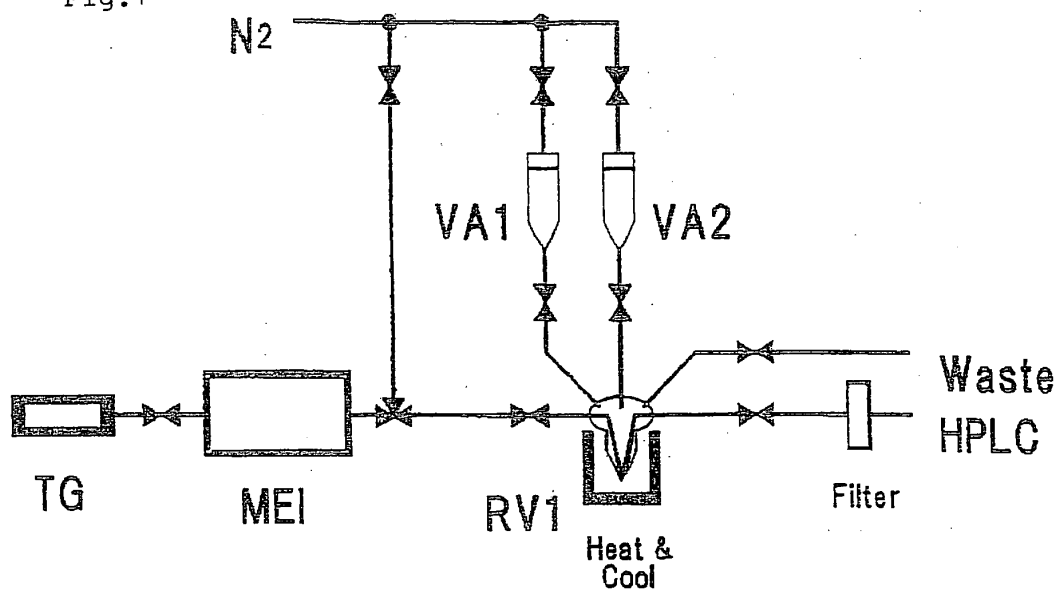 N2
VA1
VA2
Waste
HPLC
TG
MEI
RV1
Filter
Heat &
Cool